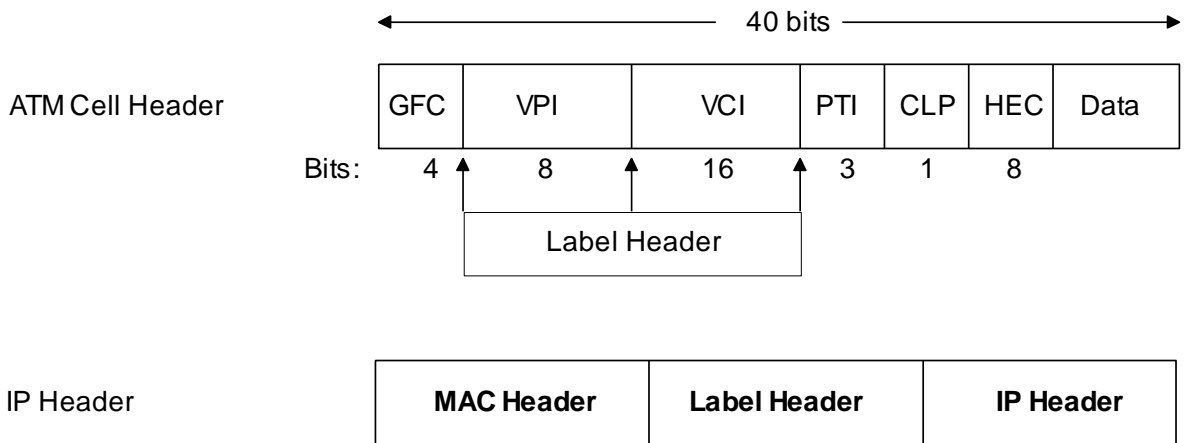 40 bits
ATM Cell Header GFC VPI VCI PTI CLP HEC Data
Bits: 4 8 16 3 1 8
Label Header
IP Header MAC Header Label Header IP Header